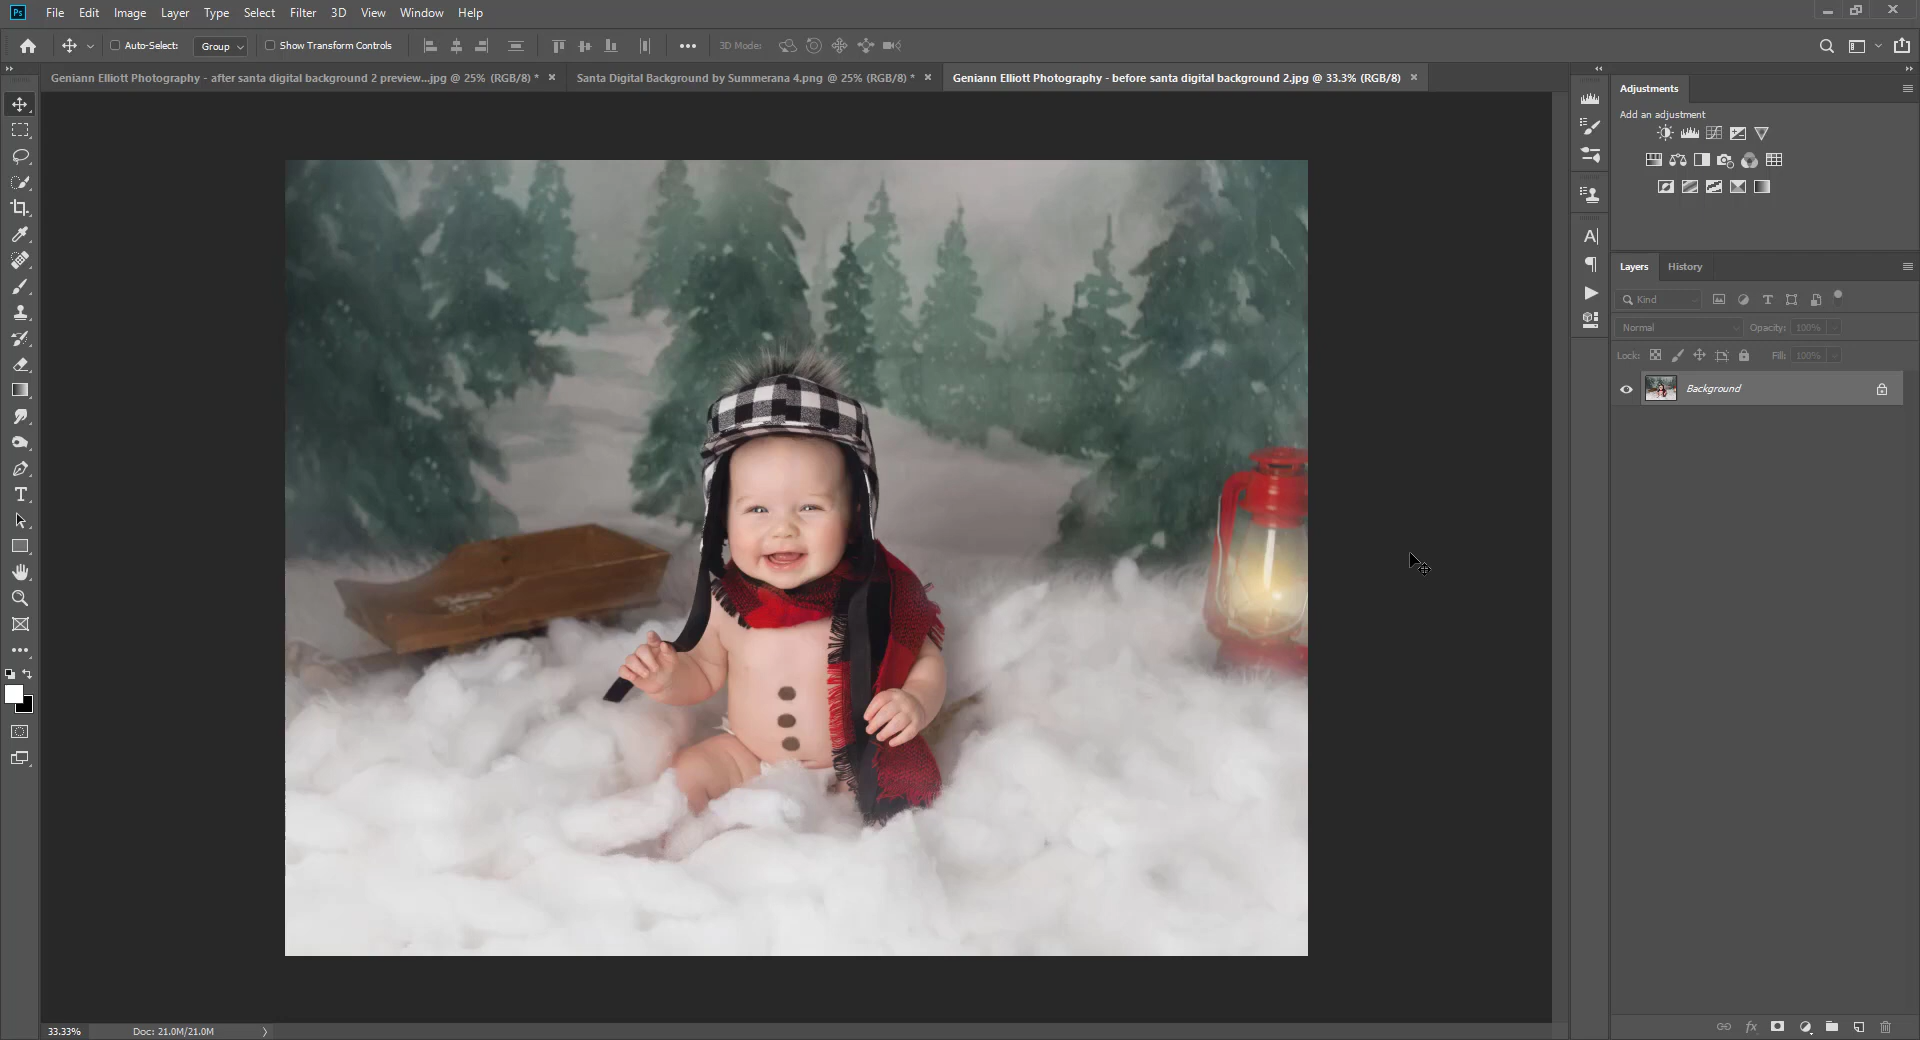 Ps File Edit Image Layer Type Select Filter 3D View Window Help
Auto-Select: Group Show Transform Controls 3D Mode:
Geniann Elliott Photography - after santa digital background 2 preview...jpg @ 25% (RGB/8) * × Santa Digital Background by Summerana 4.png @ 25% (RGB/8) * × Geniann Elliott Photography - before santa digital background 2.jpg @ 33.3% (RGB/8) ×
Adjustments
Add an adjustment
Layers History
Kind
Normal Opacity: 100%
Lock: Fill: 100%
Background
33.33% Doc: 21.0M/21.0M